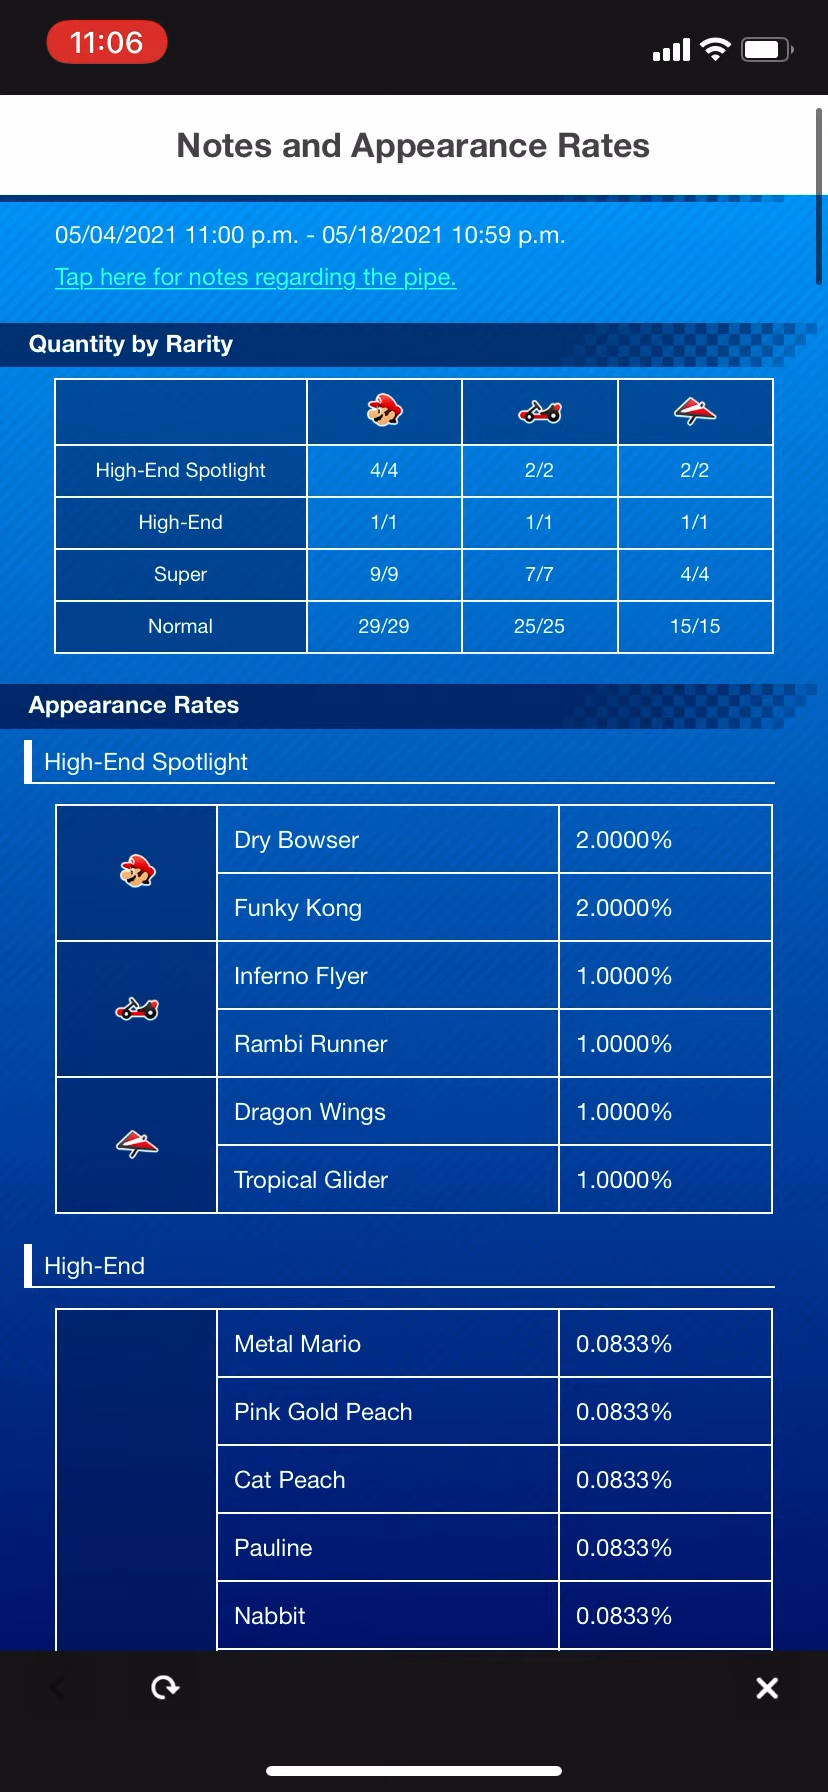 11:06
Notes and Appearance Rates
05/04/2021 11:00 p.m. - 05/18/2021 10:59 p.m.
Tap here for notes regarding the pipe.
Quantity by Rarity
High-End Spotlight 4/4 2/2 2/2
High-End 1/1 1/1 1/1
Super 9/9 7/7 4/4
Normal 29/29 25/25 15/15
Appearance Rates
High-End Spotlight
Dry Bowser 2.0000%
Funky Kong 2.0000%
Inferno Flyer 1.0000%
Rambi Runner 1.0000%
Dragon Wings 1.0000%
Tropical Glider 1.0000%
High-End
Metal Mario 0.0833%
Pink Gold Peach 0.0833%
Cat Peach 0.0833%
Pauline 0.0833%
Nabbit 0.0833%